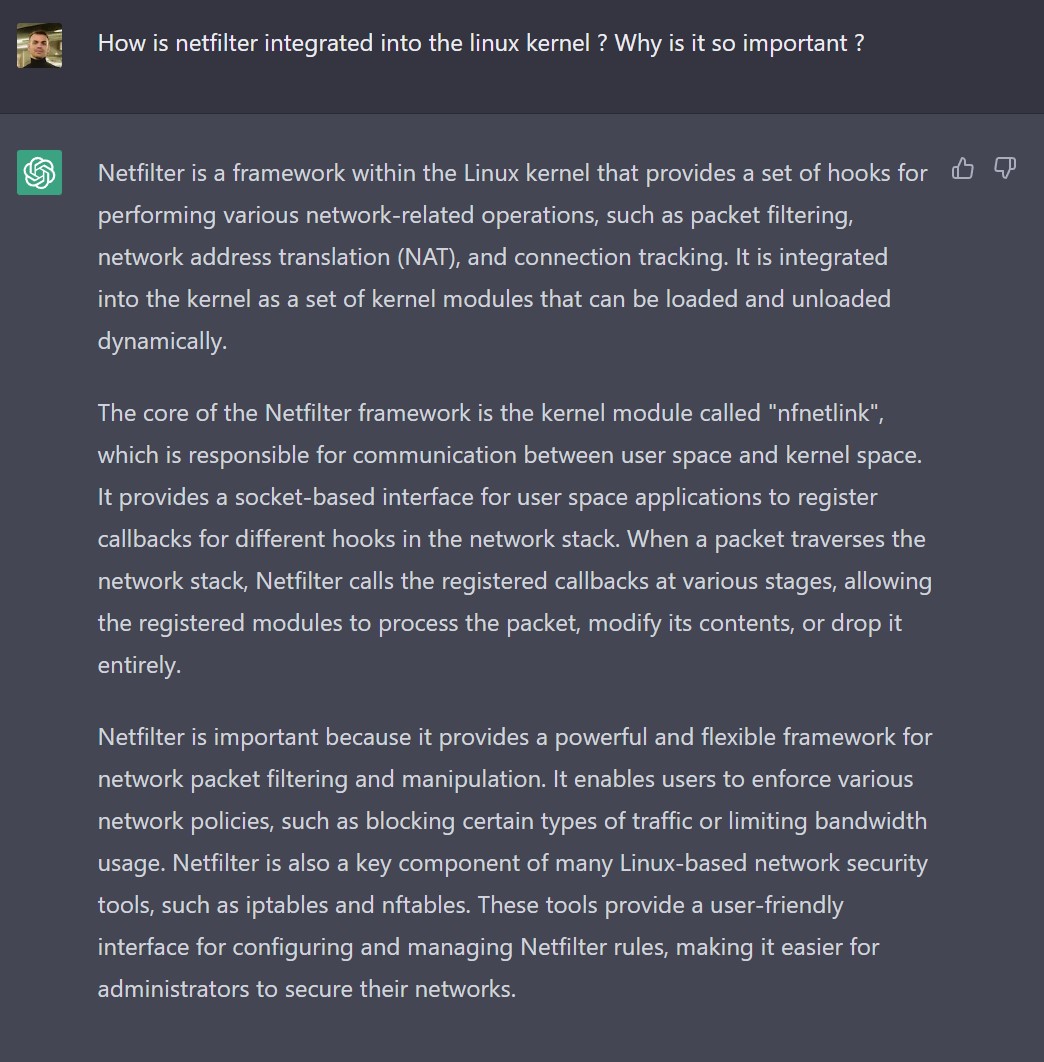 How is netfilter integrated into the linux kernel ? Why is it so important ?
Netfilter is a framework within the Linux kernel that provides a set of hooks for
performing various network-related operations, such as packet filtering,
network address translation (NAT), and connection tracking. It is integrated
into the kernel as a set of kernel modules that can be loaded and unloaded
dynamically.
The core of the Netfilter framework is the kernel module called "nfnetlink",
which is responsible for communication between user space and kernel space.
It provides a socket-based interface for user space applications to register
callbacks for different hooks in the network stack. When a packet traverses the
network stack, Netfilter calls the registered callbacks at various stages, allowing
the registered modules to process the packet, modify its contents, or drop it
entirely.
Netfilter is important because it provides a powerful and flexible framework for
network packet filtering and manipulation. It enables users to enforce various
network policies, such as blocking certain types of traffic or limiting bandwidth
usage. Netfilter is also a key component of many Linux-based network security
tools, such as iptables and nftables. These tools provide a user-friendly
interface for configuring and managing Netfilter rules, making it easier for
administrators to secure their networks.